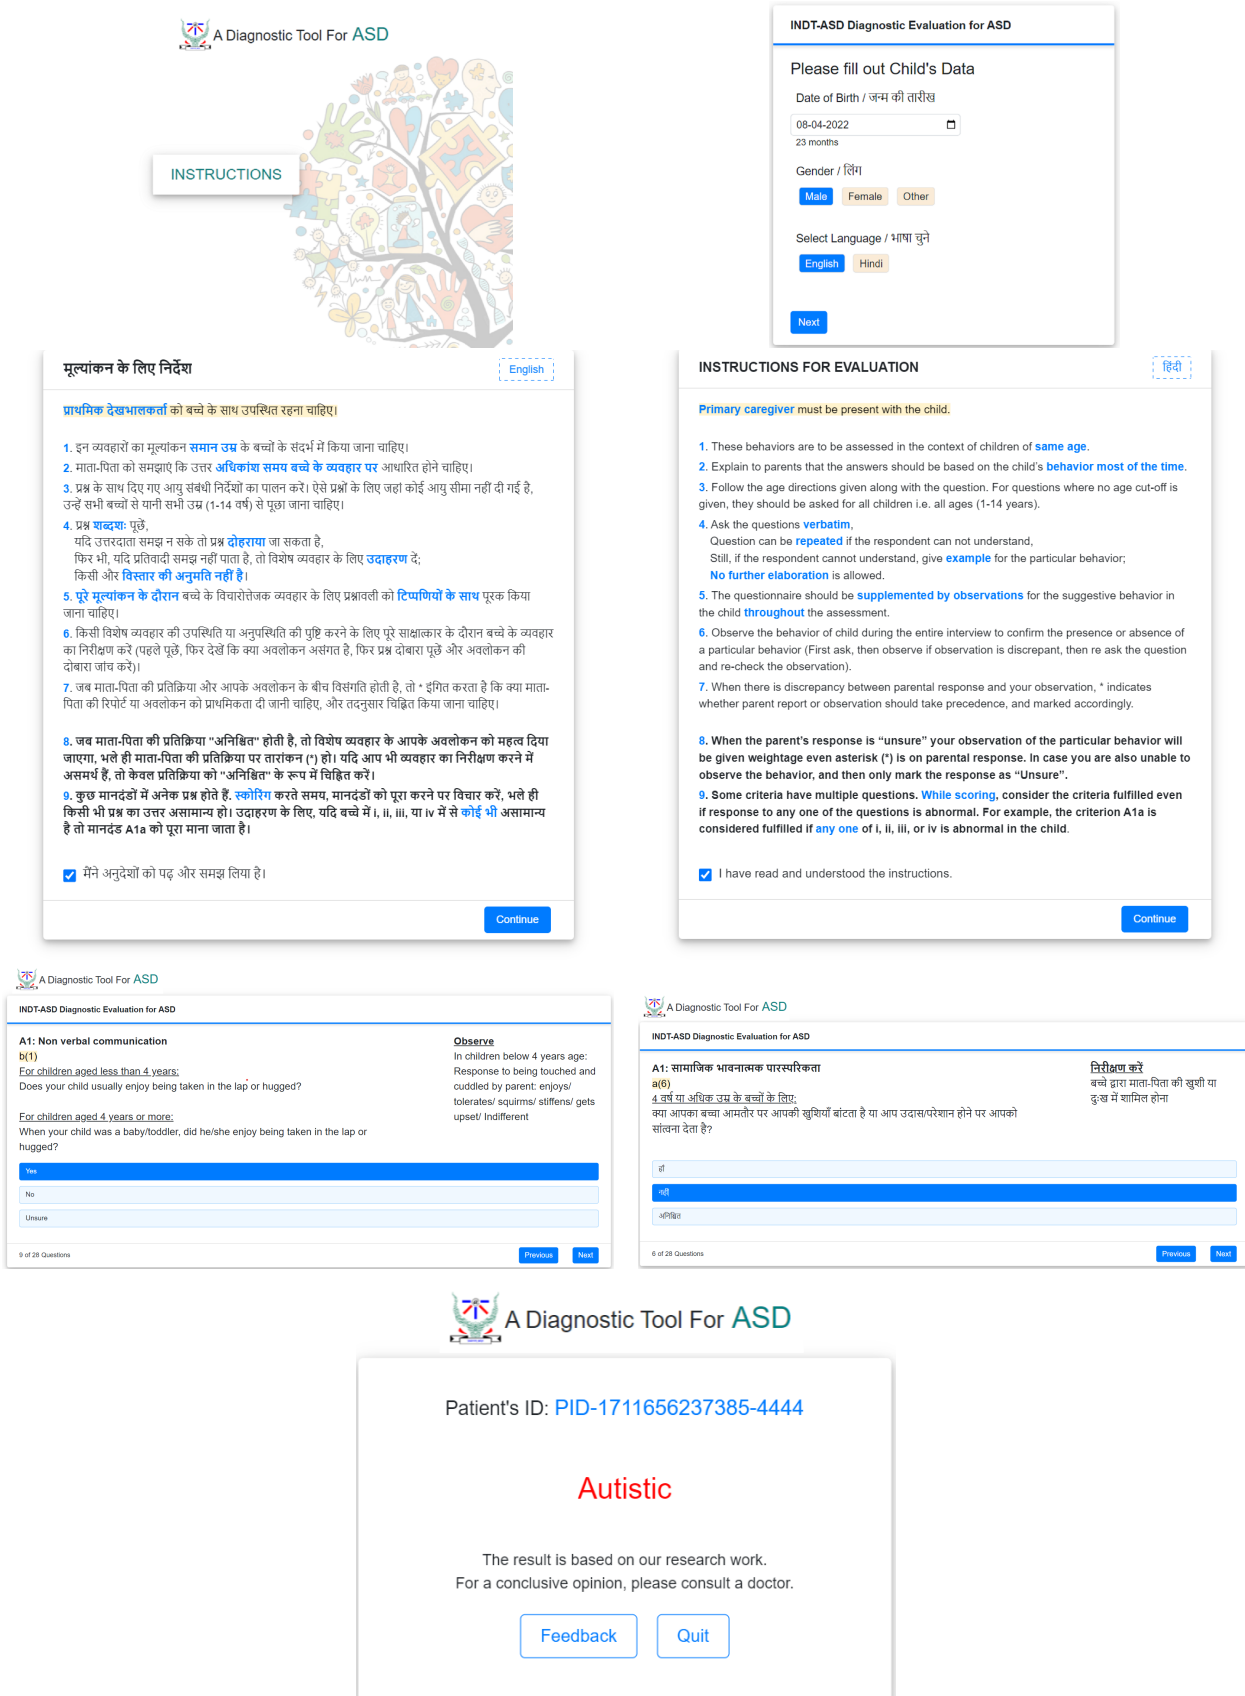 A Diagnostic Tool For ASD
INSTRUCTIONS
INDT-ASD Diagnostic Evaluation for ASD
Please fill out Child's Data
Date of Birth / जन्म की तारीख
08-04-2022
23 months
Gender / लिंग
Male Female Other
Select Language / भाषा चुने
English Hindi
Next
मूल्यांकन के लिए निर्देश
English
प्राथमिक देखभालकर्ता को बच्चे के साथ उपस्थित रहना चाहिए।
1. इन व्यवहारों का मूल्यांकन समान उम्र के बच्चों के संदर्भ में किया जाना चाहिए।
2. माता-पिता को समझाएं कि उत्तर अधिकांश समय बच्चे के व्यवहार पर आधारित होने चाहिए।
3. प्रश्न के साथ दिए गए आयु संबंधी निर्देशों का पालन करें। ऐसे प्रश्नों के लिए जहां कोई आयु सीमा नहीं दी गई है,
उन्हें सभी बच्चों से यानी सभी उम्र (1-14 वर्ष) से पूछा जाना चाहिए।
4. प्रश्न शब्दशः पूछें,
यदि उत्तरदाता समझ न सके तो प्रश्न दोहराया जा सकता है,
फिर भी, यदि प्रतिवादी समझ नहीं पाता है, तो विशेष व्यवहार के लिए उदाहरण दें;
किसी और विस्तार की अनुमति नहीं है।
5. पूरे मूल्यांकन के दौरान बच्चे के विचारोत्तेजक व्यवहार के लिए प्रश्नावली को टिप्पणियों के साथ पूरक किया
जाना चाहिए।
6. किसी विशेष व्यवहार की उपस्थिति या अनुपस्थिति की पुष्टि करने के लिए पूरे साक्षात्कार के दौरान बच्चे के व्यवहार
का निरीक्षण करें (पहले पूछें, फिर देखें कि क्या अवलोकन असंगत है, फिर प्रश्न दोबारा पूछें और अवलोकन की
दोबारा जांच करें)।
7. जब माता-पिता की प्रतिक्रिया और आपके अवलोकन के बीच विसंगति होती है, तो * इंगित करता है कि क्या माता-
पिता की रिपोर्ट या अवलोकन को प्राथमिकता दी जानी चाहिए, और तदनुसार चिह्नित किया जाना चाहिए।
8. जब माता-पिता की प्रतिक्रिया "अनिश्चित" होती है, तो विशेष व्यवहार के आपके अवलोकन को महत्व दिया
जाएगा, भले ही माता-पिता की प्रतिक्रिया पर तारांकन (*) हो। यदि आप भी व्यवहार का निरीक्षण करने में
असमर्थ हैं, तो केवल प्रतिक्रिया को "अनिश्चित" के रूप में चिह्नित करें।
9. कुछ मानदंडों में अनेक प्रश्न होते हैं. स्कोरिंग करते समय, मानदंडों को पूरा करने पर विचार करें, भले ही
किसी भी प्रश्न का उत्तर असामान्य हो। उदाहरण के लिए, यदि बच्चे में i, ii, iii, या iv में से कोई भी असामान्य
है तो मानदंड A1a को पूरा माना जाता है।
मैंने अनुदेशों को पढ़ और समझ लिया है।
Continue
INSTRUCTIONS FOR EVALUATION
हिंदी
Primary caregiver must be present with the child.
1. These behaviors are to be assessed in the context of children of same age.
2. Explain to parents that the answers should be based on the child's behavior most of the time.
3. Follow the age directions given along with the question. For questions where no age cut-off is
given, they should be asked for all children i.e. all ages (1-14 years).
4. Ask the questions verbatim,
Question can be repeated if the respondent can not understand,
Still, if the respondent cannot understand, give example for the particular behavior;
No further elaboration is allowed.
5. The questionnaire should be supplemented by observations for the suggestive behavior in
the child throughout the assessment.
6. Observe the behavior of child during the entire interview to confirm the presence or absence of
a particular behavior (First ask, then observe if observation is discrepant, then re ask the question
and re-check the observation).
7. When there is discrepancy between parental response and your observation, * indicates
whether parent report or observation should take precedence, and marked accordingly.
8. When the parent's response is "unsure" your observation of the particular behavior will
be given weightage even asterisk (*) is on parental response. In case you are also unable to
observe the behavior, and then only mark the response as "Unsure".
9. Some criteria have multiple questions. While scoring, consider the criteria fulfilled even
if response to any one of the questions is abnormal. For example, the criterion A1a is
considered fulfilled if any one of i, ii, iii, or iv is abnormal in the child.
I have read and understood the instructions.
Continue
A Diagnostic Tool For ASD
INDT-ASD Diagnostic Evaluation for ASD
A1: Non verbal communication
b(1)
For children aged less than 4 years:
Does your child usually enjoy being taken in the lap or hugged?
For children aged 4 years or more:
When your child was a baby/toddler, did he/she enjoy being taken in the lap or
hugged?
Observe
In children below 4 years age:
Response to being touched and
cuddled by parent: enjoys/
tolerates/ squirms/ stiffens/ gets
upset/ Indifferent
Yes
No
Unsure
9 of 28 Questions
Previous Next
A Diagnostic Tool For ASD
INDT-ASD Diagnostic Evaluation for ASD
A1: सामाजिक भावनात्मक पारस्परिकता
a(6)
4 वर्ष या अधिक उम्र के बच्चों के लिए:
क्या आपका बच्चा आमतौर पर आपकी खुशियाँ बांटता है या आप उदास/परेशान होने पर आपको
सांत्वना देता है?
निरीक्षण करें
बच्चे द्वारा माता-पिता की खुशी या
दुःख में शामिल होना
हाँ
नहीं
अनिश्चित
6 of 28 Questions
Previous Next
A Diagnostic Tool For ASD
Patient's ID: PID-1711656237385-4444
Autistic
The result is based on our research work.
For a conclusive opinion, please consult a doctor.
Feedback Quit